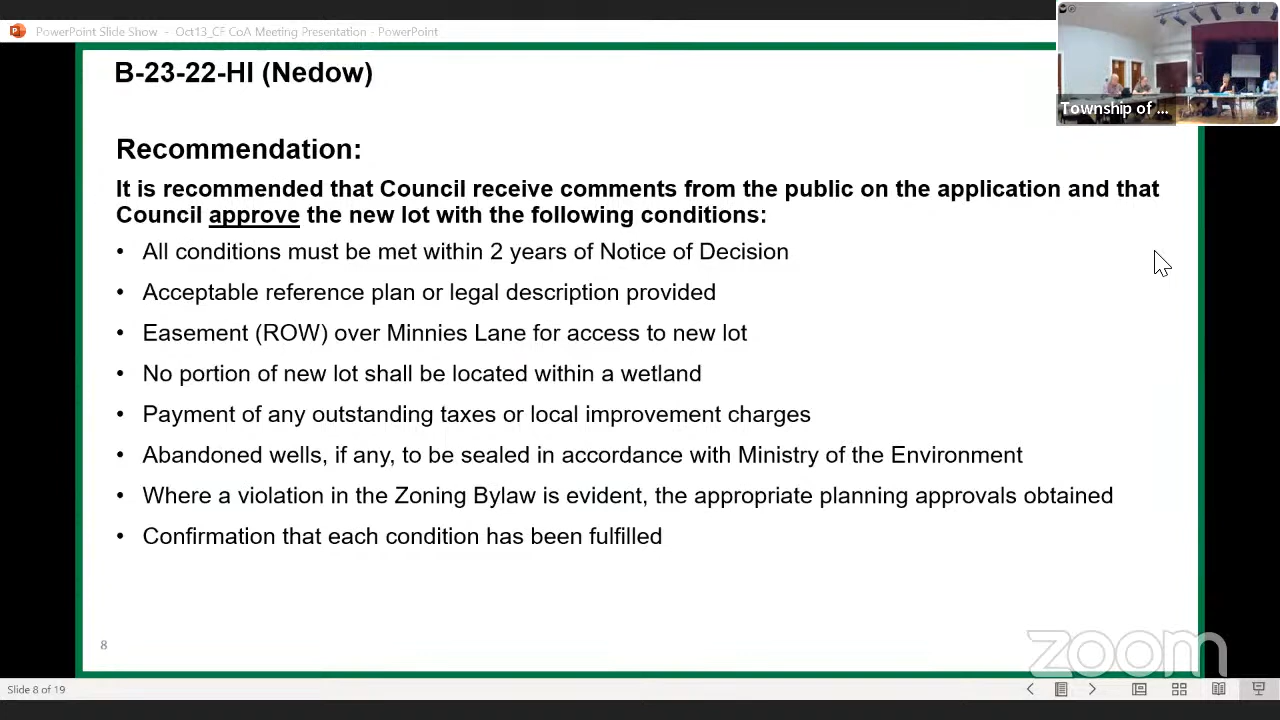 PowerPoint Slide Show - Oct13_CF CoA Meeting Presentation - PowerPoint
Township of ...
B-23-22-HI (Nedow)
Recommendation:
It is recommended that Council receive comments from the public on the application and that
Council approve the new lot with the following conditions:
• All conditions must be met within 2 years of Notice of Decision
• Acceptable reference plan or legal description provided
• Easement (ROW) over Minnies Lane for access to new lot
• No portion of new lot shall be located within a wetland
• Payment of any outstanding taxes or local improvement charges
• Abandoned wells, if any, to be sealed in accordance with Ministry of the Environment
• Where a violation in the Zoning Bylaw is evident, the appropriate planning approvals obtained
• Confirmation that each condition has been fulfilled
8
zoom
Slide 8 of 19